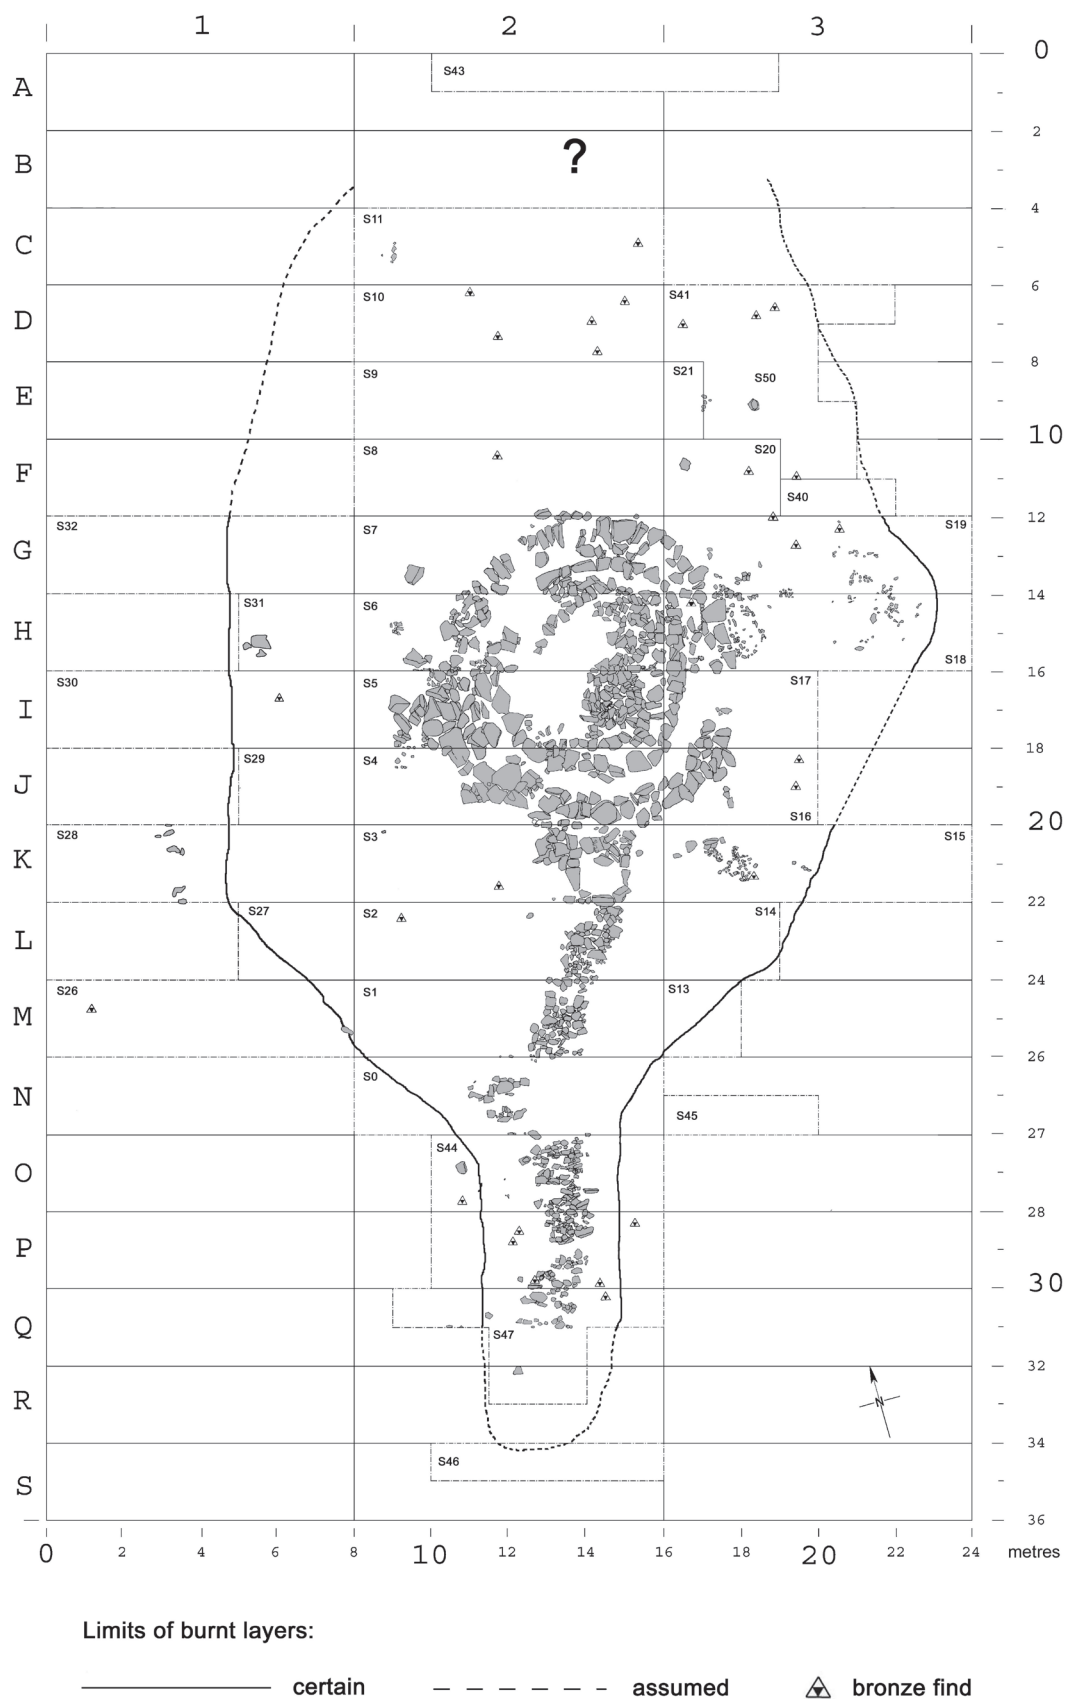 1 2 3
0
A S43
2
B ?
4
S11
C
6
S10 S41
D
8
S9 S21 S50
E
10
S8 S20
F
S40
12
S32 S7 S19
G
14
S31 S6
H
S18
16
S30 S5 S17
I
18
S29 S4
J
S16
20
S28 S3 S15
K
22
S27 S2 S14
L
24
S26 S1 S13
M
26
S0
N
S45
27
S44
O
28
P
30
Q
S47
32
R
N
34
S46
S
36
0 2 4 6 8 10 12 14 16 18 20 22 24 metres
Limits of burnt layers:
certain assumed bronze find